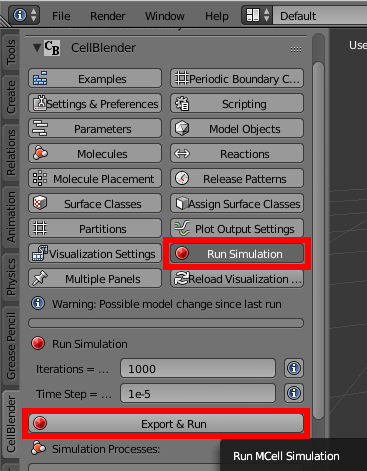 File Render Window Help Default
Tools
Create
Relations
Animation
Physics
Grease Pencil
CellBlender
Use
CB CellBlender
Examples Periodic Boundary C...
Settings & Preferences Scripting
Parameters Model Objects
Molecules Reactions
Molecule Placement Release Patterns
Surface Classes Assign Surface Classes
Partitions Plot Output Settings
Visualization Settings Run Simulation
Multiple Panels Reload Visualization ...
Warning: Possible model change since last run
Run Simulation
Iterations = ... 1000
Time Step = ... 1e-5
Export & Run
Simulation Processes:
Run MCell Simulation